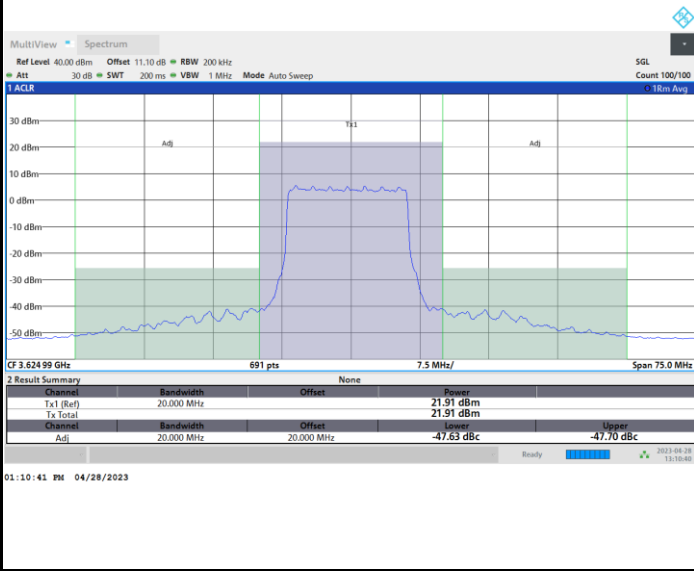 MultiView Spectrum
Ref Level 40.00 dBm Offset 11.10 dB RBW 200 kHz SGL
Att 30 dB SWT 200 ms VBW 1 MHz Mode Auto Sweep Count 100/100
1 ACLR 1Rm Avg
30 dBm
Tx1
20 dBm
Adj Adj
10 dBm
0 dBm
-10 dBm
-20 dBm
-30 dBm
-40 dBm
-50 dBm
CF 3.624 99 GHz 691 pts 7.5 MHz/ Span 75.0 MHz
2 Result Summary None
Channel Bandwidth Offset Power
Tx1 (Ref) 20.000 MHz 21.91 dBm
Tx Total 21.91 dBm
Channel Bandwidth Offset Lower Upper
Adj 20.000 MHz 20.000 MHz -47.63 dBc -47.70 dBc
Ready 2023-04-28
13:10:40
01:10:41 PM 04/28/2023